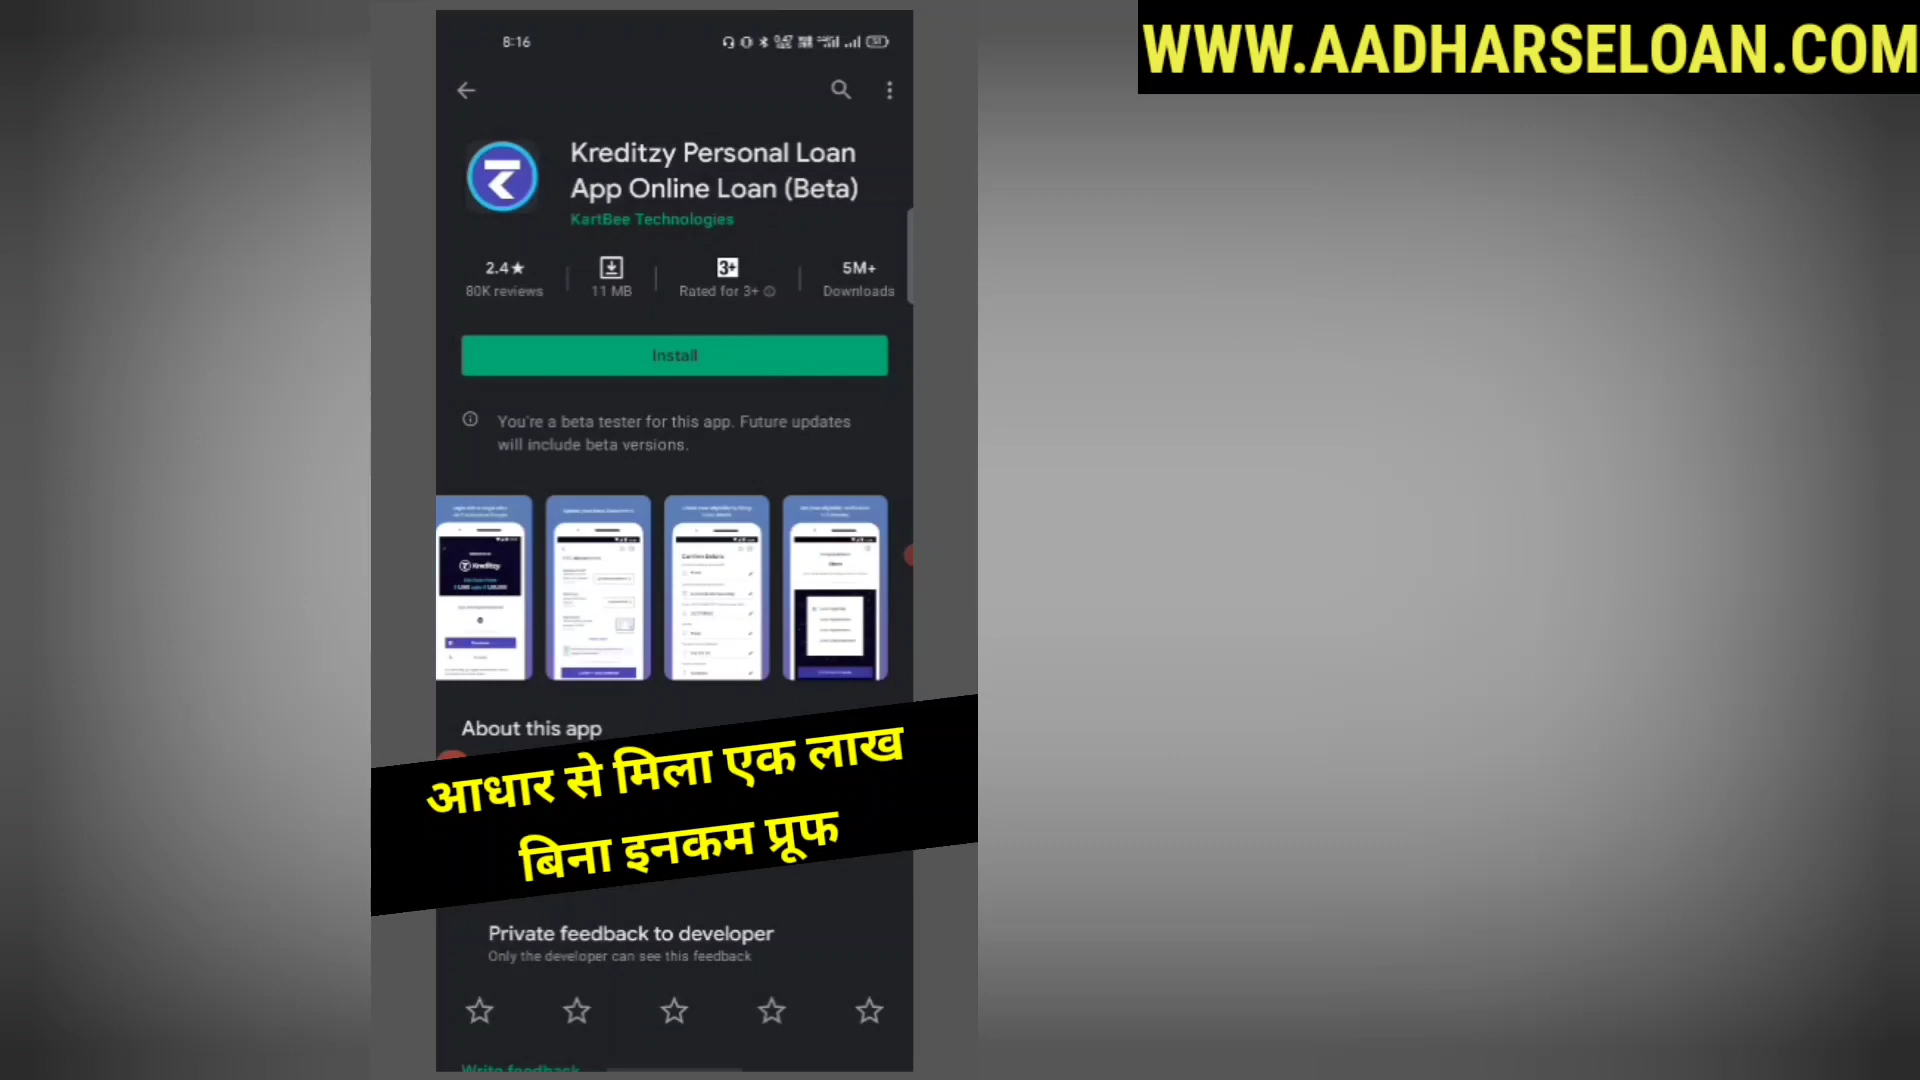 WWW.AADHARSELOAN.COM
8:16
Kreditzy Personal Loan
App Online Loan (Beta)
KartBee Technologies
2.4★
3+
5M+
80K reviews
11 MB
Rated for 3+
Downloads
Install
You're a beta tester for this app. Future updates
will include beta versions.
Kreditzy
About this app
आधार से मिला एक लाख
बिना इनकम प्रूफ
Private feedback to developer
Only the developer can see this feedback
Write feedback